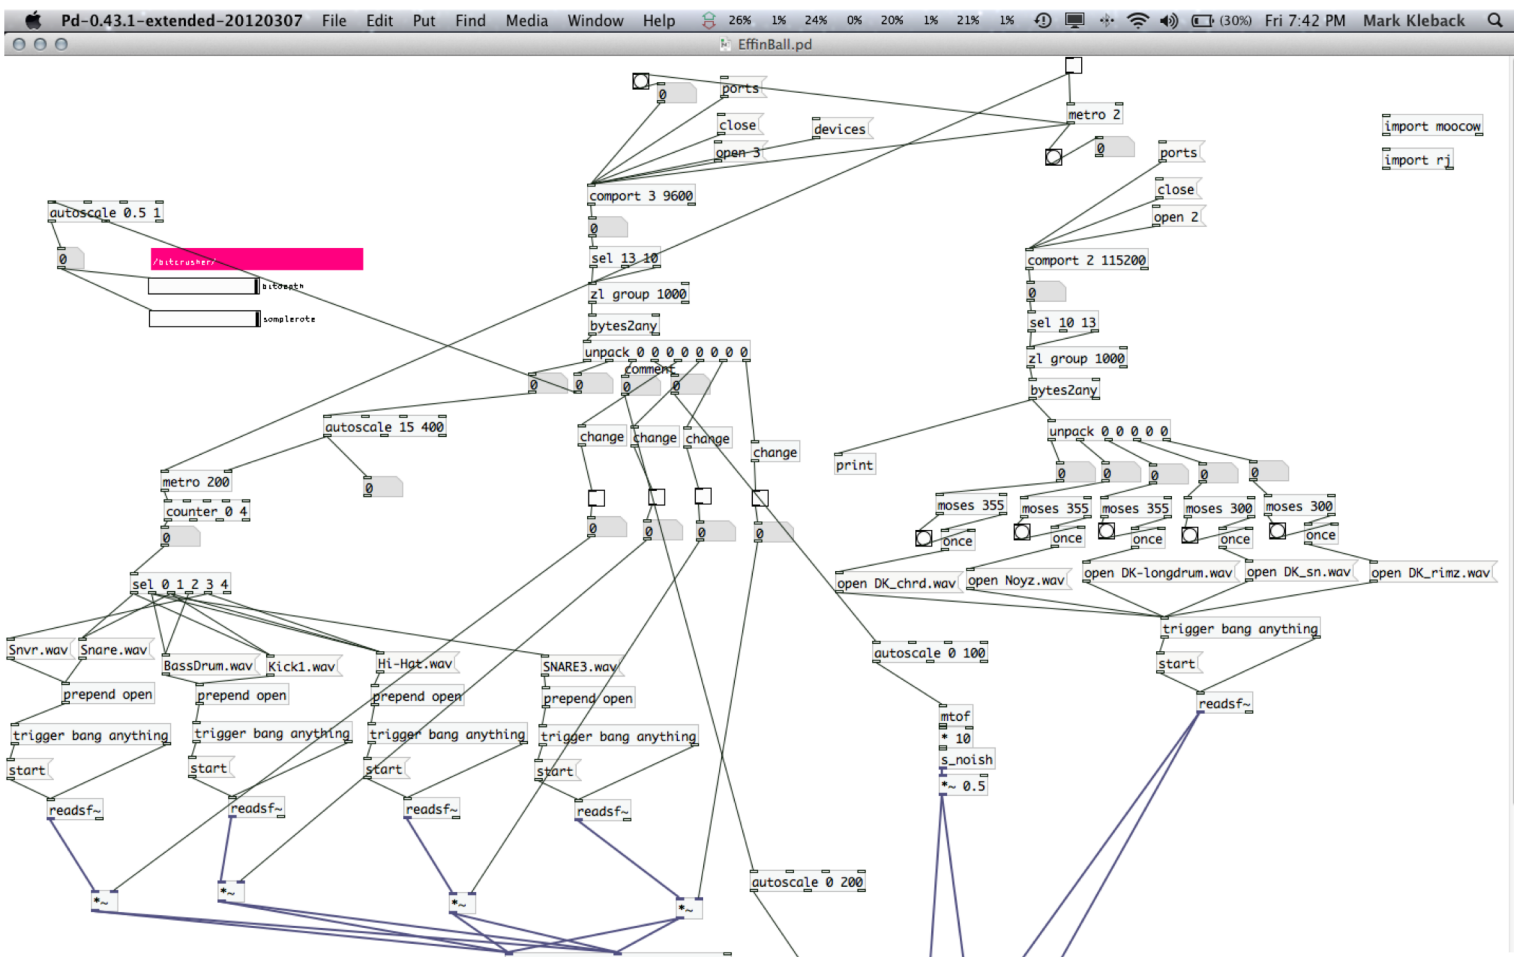 Pd-0.43.1-extended-20120307 File Edit Put Find Media Window Help 26% 1% 24% 0% 20% 1% 21% 1% (30%) Fri 7:42 PM Mark Kleback
EffinBall.pd
0
ports
close
devices
open 3
metro 2
0
ports
import moocow
import rj
close
open 2
comport 3 9600
0
autoscale 0.5 1
0
/bitcrusher/
bitdepth
samplerate
sel 13 10
zl group 1000
bytes2any
unpack 0 0 0 0 0 0 0 0
comment
0
0
0
0
comport 2 115200
0
sel 10 13
zl group 1000
bytes2any
unpack 0 0 0 0 0
print
0
0
0
0
0
autoscale 15 400
0
change
change
change
change
0
0
0
0
metro 200
counter 0 4
0
sel 0 1 2 3 4
moses 355
moses 355
moses 355
moses 300
moses 300
once
once
once
once
once
open DK_chrd.wav
open Noyz.wav
open DK-longdrum.wav
open DK_sn.wav
open DK_rimz.wav
trigger bang anything
start
readsf~
Snvr.wav
Snare.wav
BassDrum.wav
Kick1.wav
Hi-Hat.wav
SNARE3.wav
prepend open
prepend open
prepend open
prepend open
trigger bang anything
trigger bang anything
trigger bang anything
trigger bang anything
start
start
start
start
readsf~
readsf~
readsf~
readsf~
*~
*~
*~
*~
autoscale 0 100
mtof
* 10
s_noish
*~ 0.5
autoscale 0 200